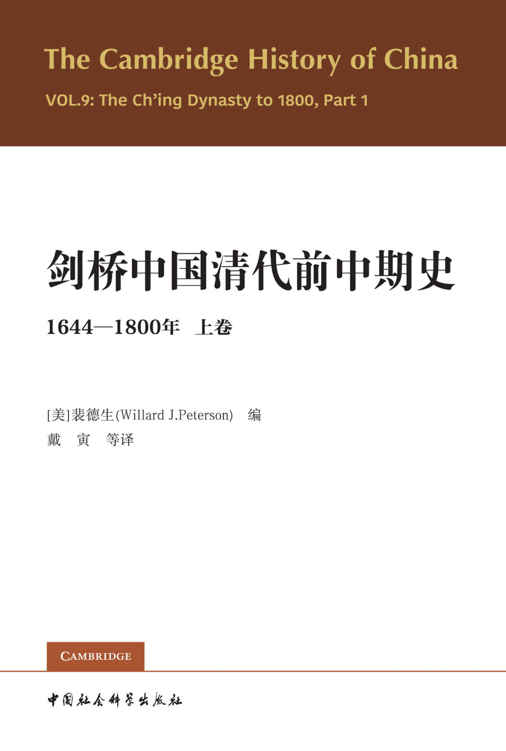 The Cambridge History of China
VOL.9: The Ch'ing Dynasty to 1800, Part 1
剑桥中国清代前中期史
1644—1800年 上卷
[美]裴德生(Willard J.Peterson) 编
戴 寅 等译
CAMBRIDGE
中国社会科学出版社